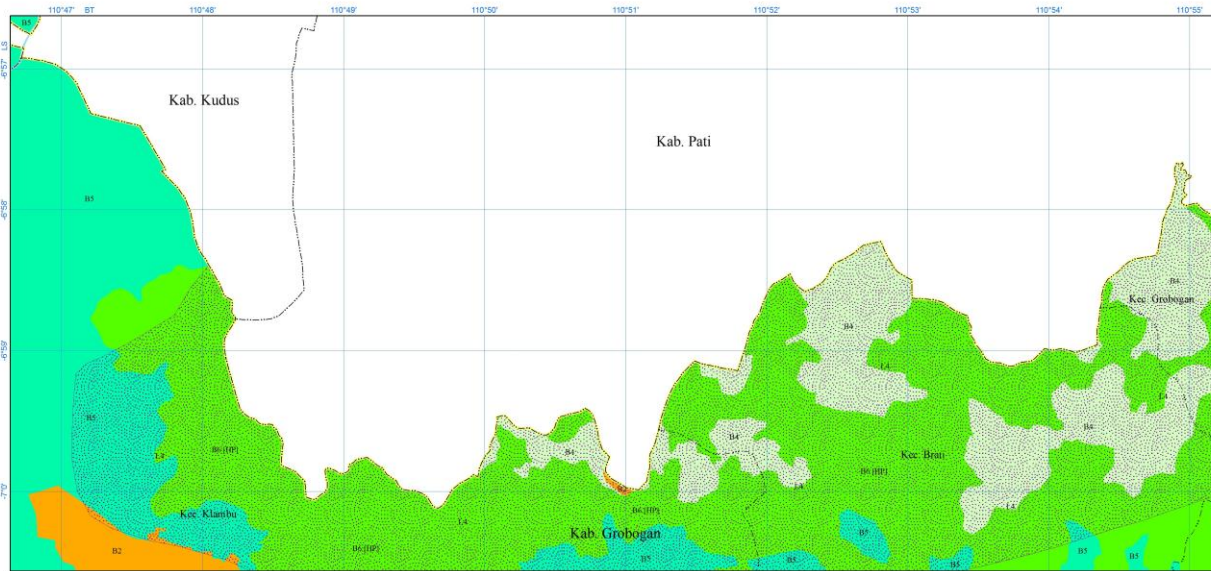 110°47' BT
110°48'
110°49'
110°50'
110°51'
110°52'
110°53'
110°54'
110°55'
B5
LS
-6°57'
Kab. Kudus
Kab. Pati
B5
-6°58'
B4
Kec. Grobogan
B4
-6°59'
L4
L4
B5
B4
B4
L4
B6.[HP]
B4
Kec. Brati
B6.[HP]
B2
L4
-7°0'
L4
Kec. Klambu
L4
B6.[HP]
Kab. Grobogan
B5
B2
B6.[HP]
B5
B5
B5
B5
B5